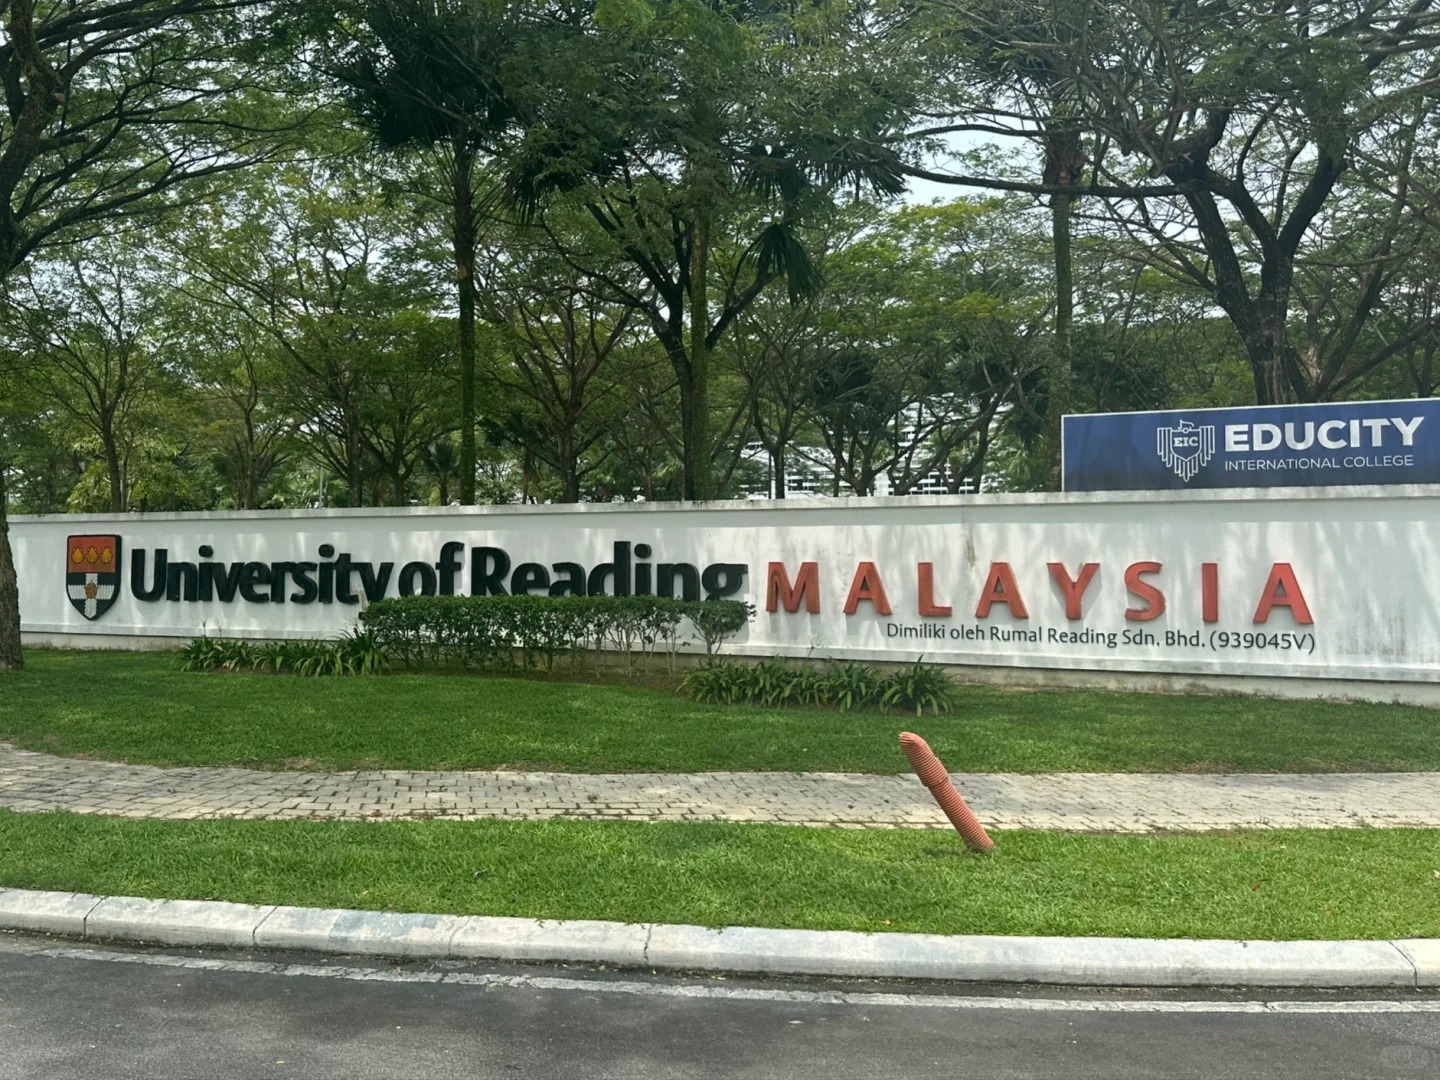 University of Reading MALAYSIA
Dimiliki oleh Rumal Reading Sdn. Bhd. (939045V)
EIC
EDUCITY
INTERNATIONAL COLLEGE